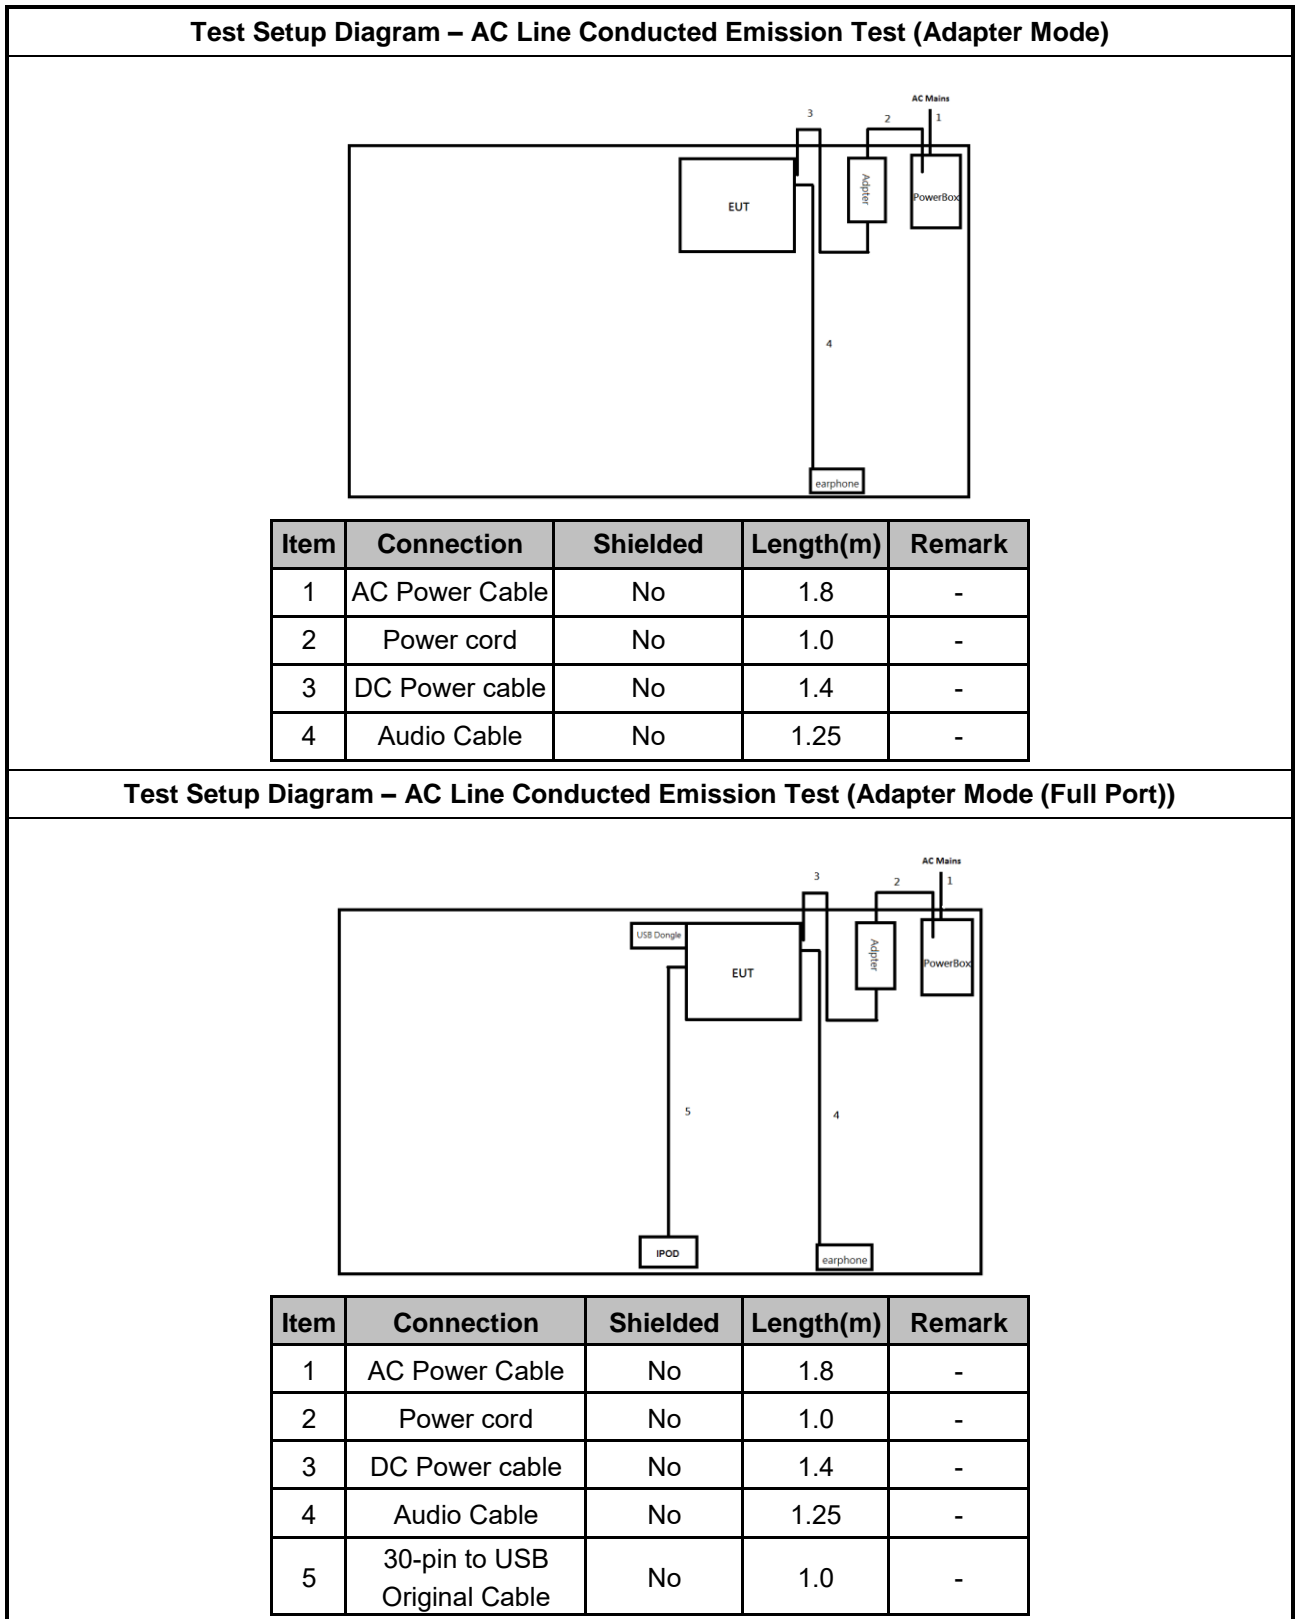 Test Setup Diagram – AC Line Conducted Emission Test (Adapter Mode)
AC Mains
3
2
1
EUT
Adpter
PowerBox
4
earphone
Item Connection Shielded Length(m) Remark
1 AC Power Cable No 1.8 -
2 Power cord No 1.0 -
3 DC Power cable No 1.4 -
4 Audio Cable No 1.25 -
Test Setup Diagram – AC Line Conducted Emission Test (Adapter Mode (Full Port))
AC Mains
3
2
1
USB Dongle
EUT
Adpter
PowerBox
5
4
IPOD
earphone
Item Connection Shielded Length(m) Remark
1 AC Power Cable No 1.8 -
2 Power cord No 1.0 -
3 DC Power cable No 1.4 -
4 Audio Cable No 1.25 -
5 30-pin to USB
Original Cable No 1.0 -